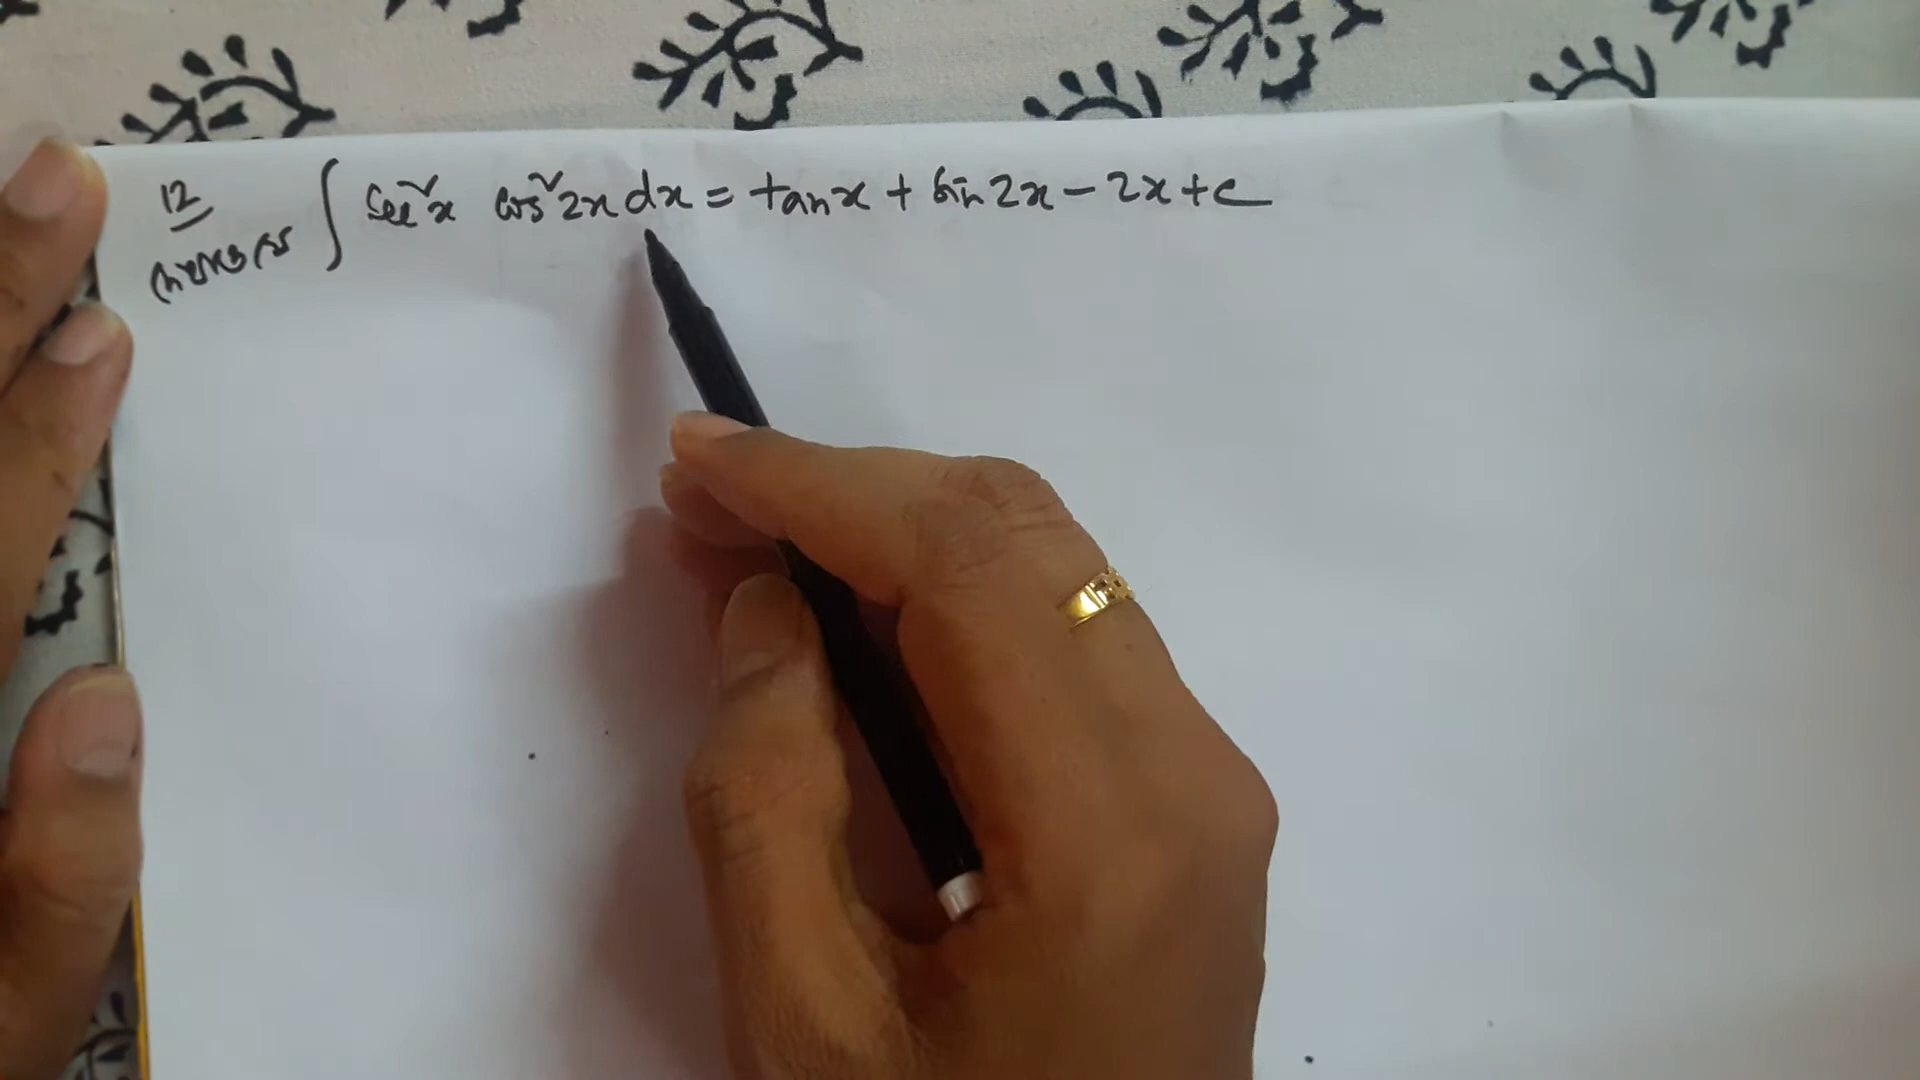 12
∫ sec²x cos²2x dx = tan x + sin 2x − 2x + c